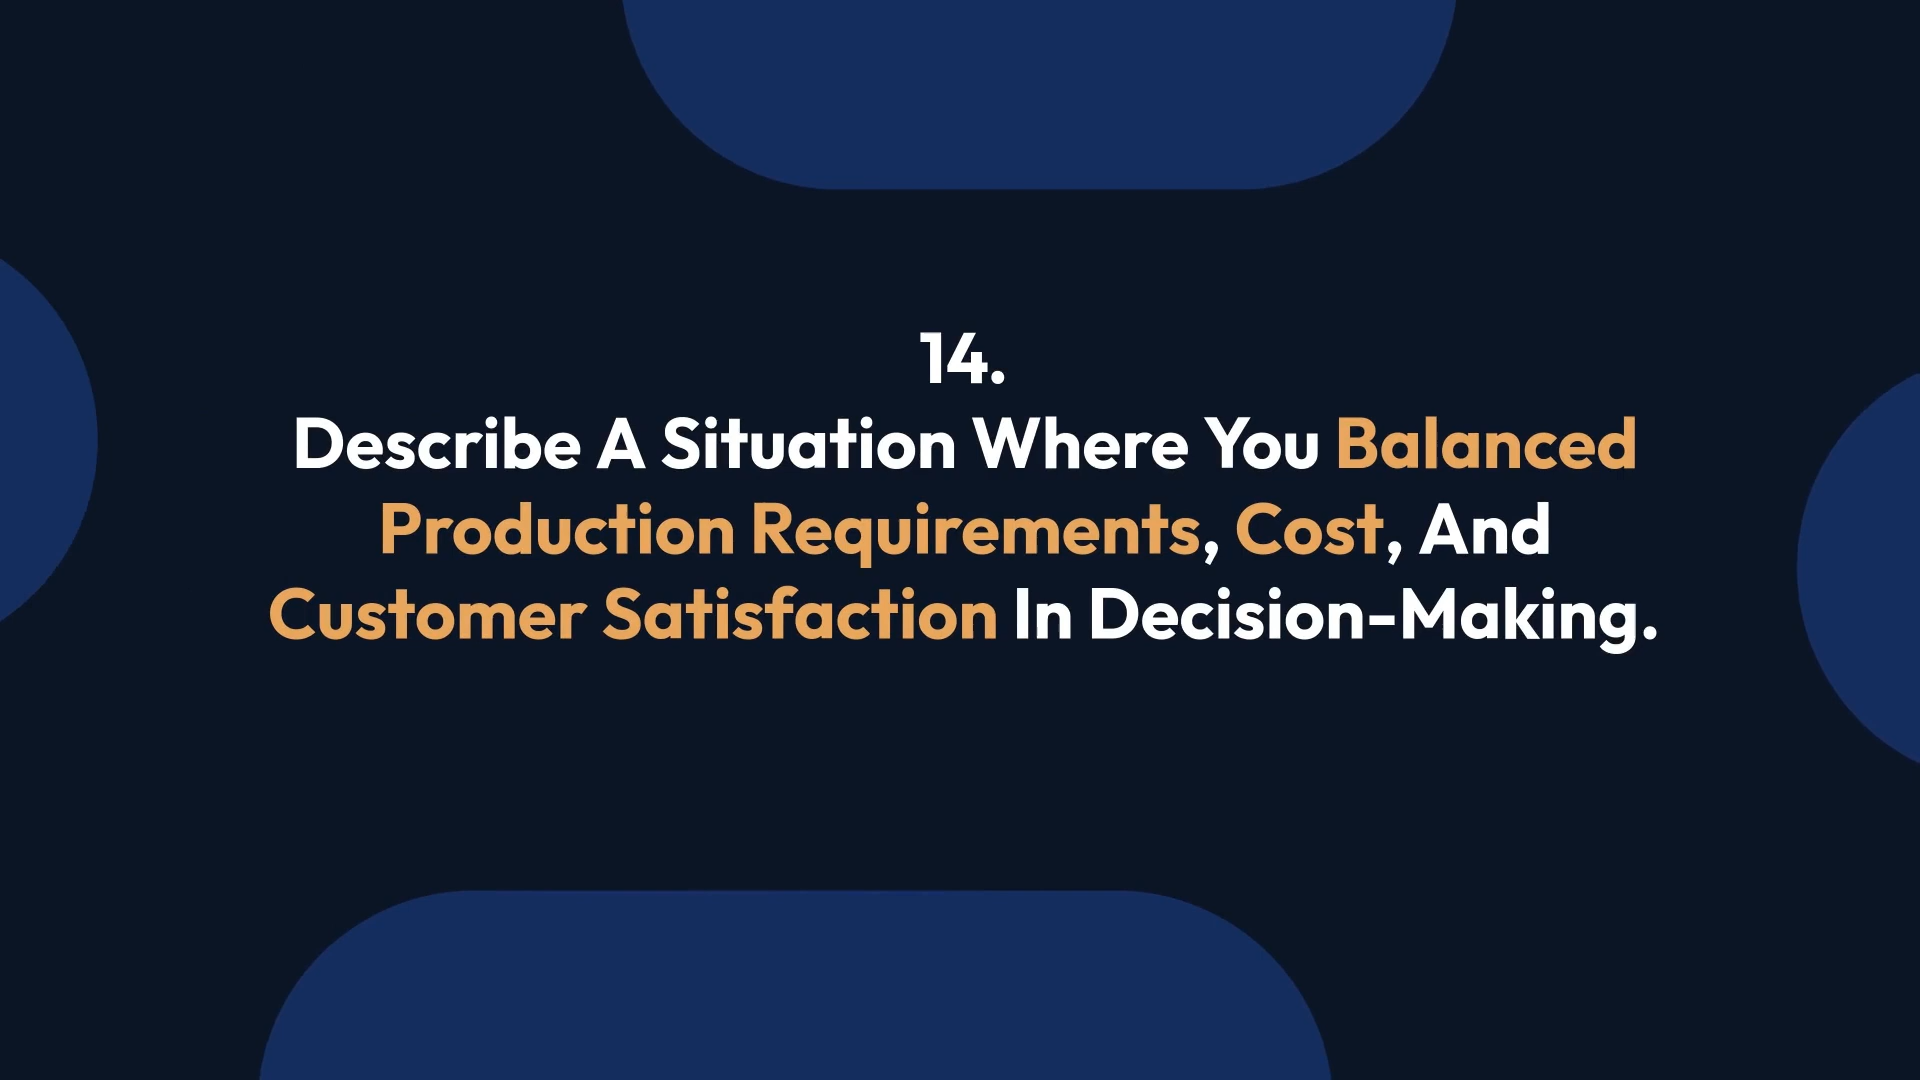 14.
Describe A Situation Where You Balanced
Production Requirements, Cost, And
Customer Satisfaction In Decision-Making.